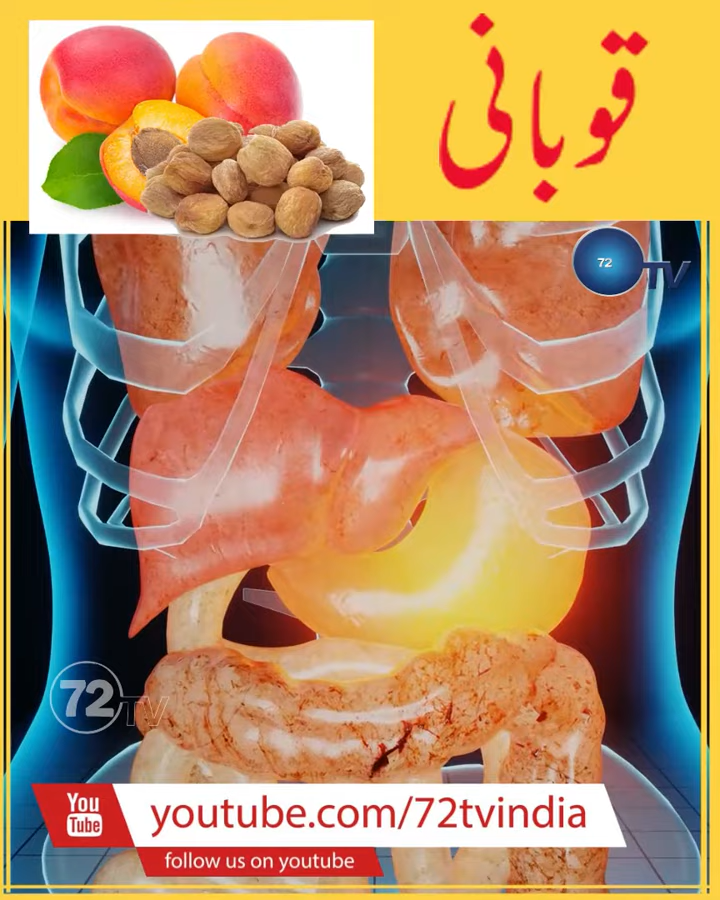 قوبانی
72 TV
72 TV
You Tube
youtube.com/72tvindia
follow us on youtube